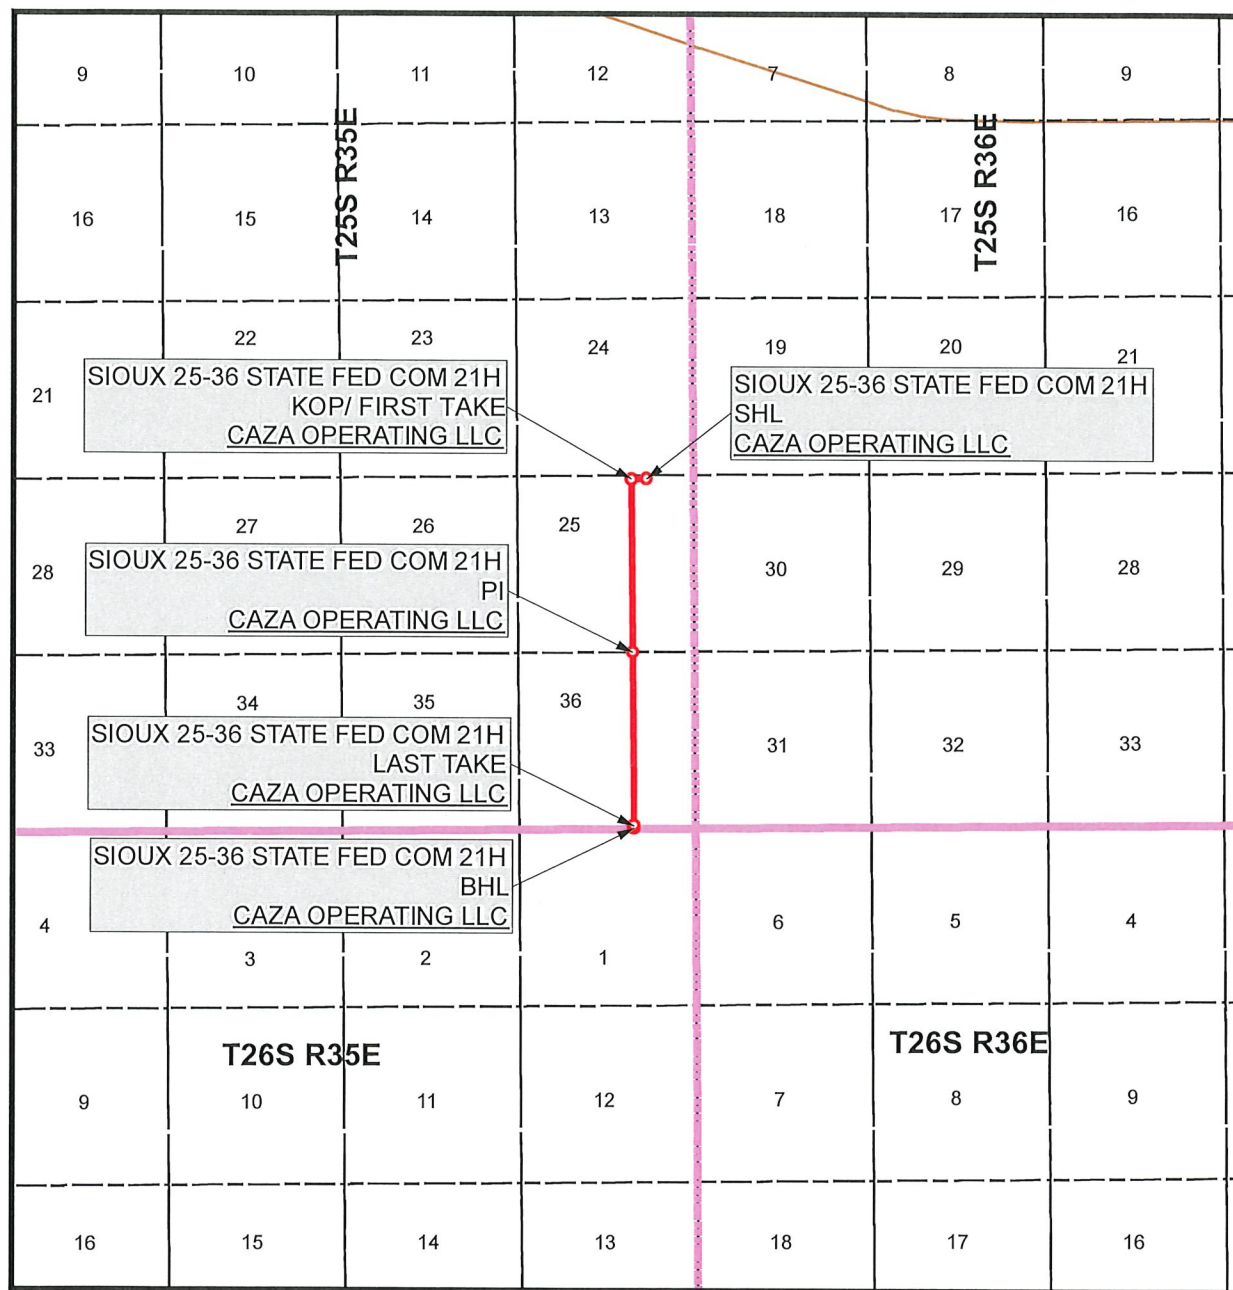 9 10 11 12 7 8 9
T25S R35E
T25S R36E
16 15 14 13 18 17 16
22 23 24 19 20 21
21
SIOUX 25-36 STATE FED COM 21H
KOP/ FIRST TAKE
CAZA OPERATING LLC
SIOUX 25-36 STATE FED COM 21H
SHL
CAZA OPERATING LLC
27 26 25
28 30 29 28
SIOUX 25-36 STATE FED COM 21H
PI
CAZA OPERATING LLC
34 35 36
33 31 32 33
SIOUX 25-36 STATE FED COM 21H
LAST TAKE
CAZA OPERATING LLC
SIOUX 25-36 STATE FED COM 21H
BHL
CAZA OPERATING LLC
4 6 5 4
3 2 1
T26S R35E
T26S R36E
9 10 11 12 7 8 9
16 15 14 13 18 17 16